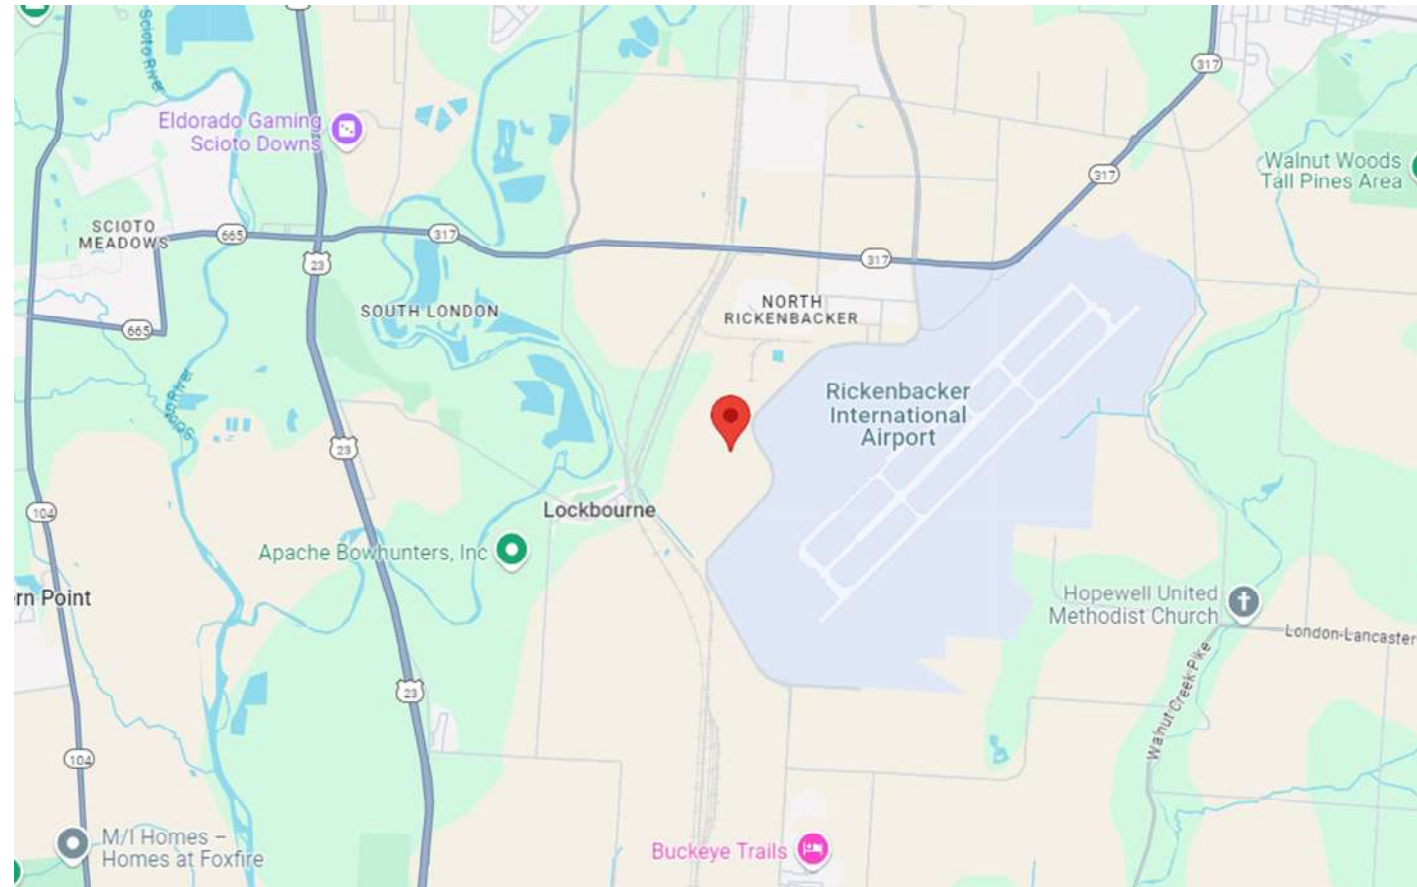 Scioto River
317
Eldorado Gaming
Scioto Downs
Walnut Woods
Tall Pines Area
317
SCIOTO
MEADOWS
665
317
317
23
NORTH
RICKENBACKER
SOUTH LONDON
665
Rickenbacker
International
Airport
Scioto River
23
104
Lockbourne
Apache Bowhunters, Inc
rn Point
Hopewell United
Methodist Church
London-Lancaster
Walnut Creek Pike
23
104
M/I Homes –
Homes at Foxfire
Buckeye Trails